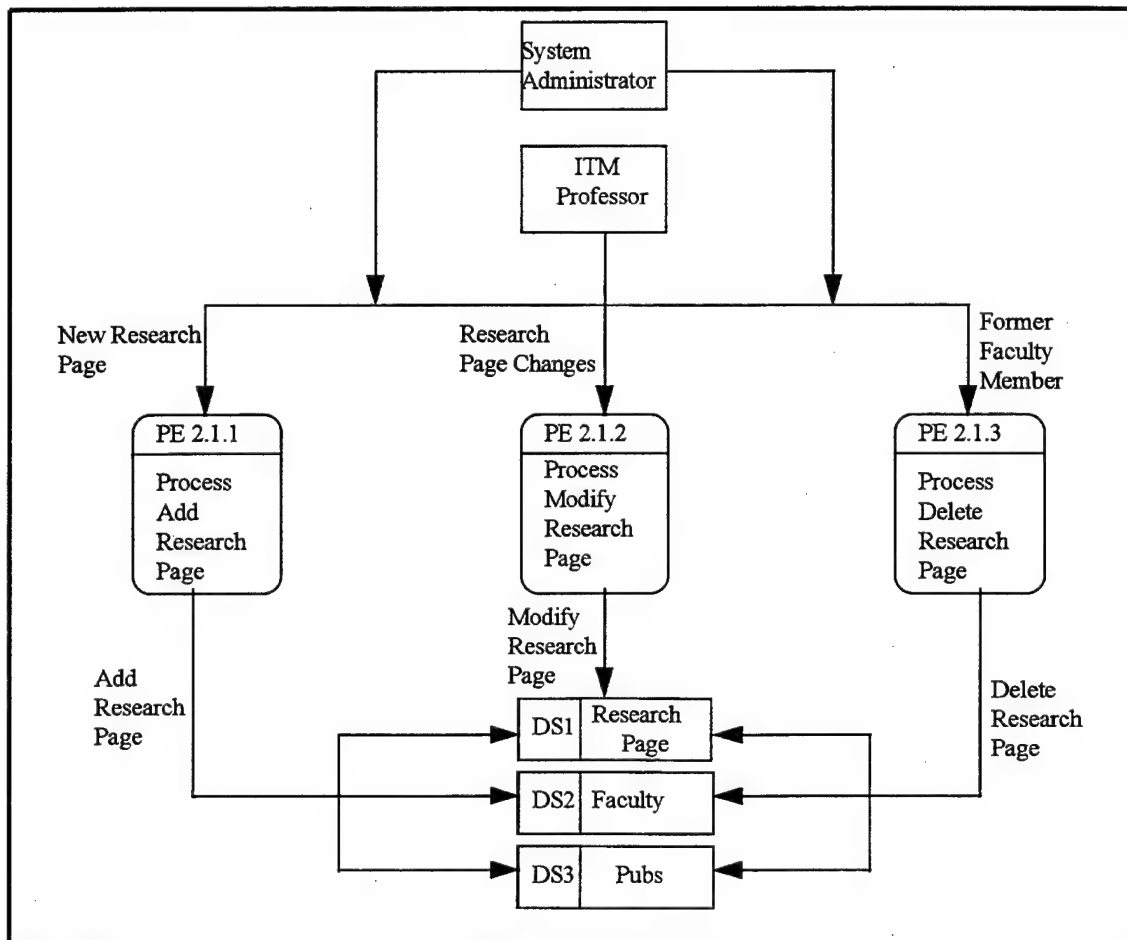 System
Administrator
ITM
Professor
New Research
Page
Research
Page Changes
Former
Faculty
Member
PE 2.1.1
Process
Add
Research
Page
PE 2.1.2
Process
Modify
Research
Page
PE 2.1.3
Process
Delete
Research
Page
Add
Research
Page
Modify
Research
Page
Delete
Research
Page
DS1
Research
Page
DS2
Faculty
DS3
Pubs